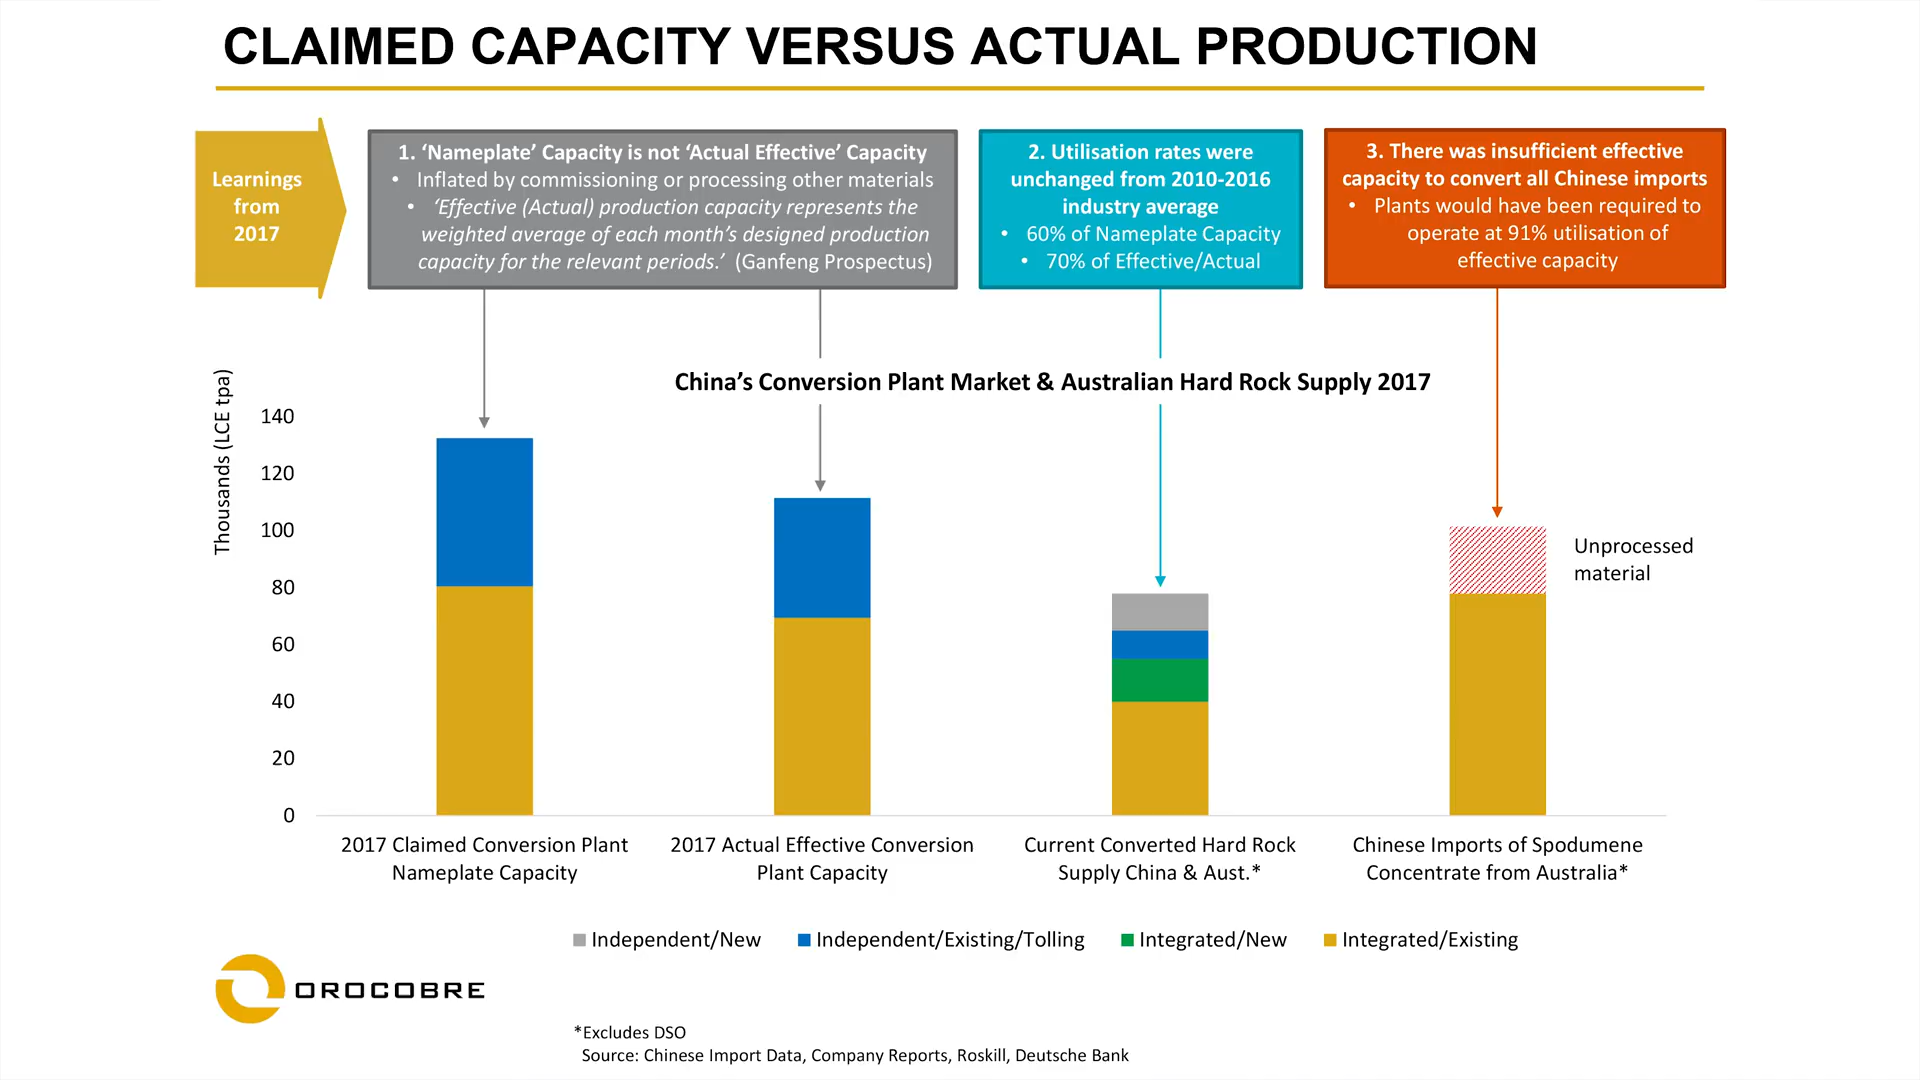 CLAIMED CAPACITY VERSUS ACTUAL PRODUCTION
Learnings
from
2017
1. ‘Nameplate’ Capacity is not ‘Actual Effective’ Capacity
• Inflated by commissioning or processing other materials
• ‘Effective (Actual) production capacity represents the
weighted average of each month’s designed production
capacity for the relevant periods.’ (Ganfeng Prospectus)
2. Utilisation rates were
unchanged from 2010-2016
industry average
• 60% of Nameplate Capacity
• 70% of Effective/Actual
3. There was insufficient effective
capacity to convert all Chinese imports
• Plants would have been required to
operate at 91% utilisation of
effective capacity
China’s Conversion Plant Market & Australian Hard Rock Supply 2017
Thousands (LCE tpa)
140
120
100
80
60
40
20
0
Unprocessed
material
2017 Claimed Conversion Plant
Nameplate Capacity
2017 Actual Effective Conversion
Plant Capacity
Current Converted Hard Rock
Supply China & Aust.*
Chinese Imports of Spodumene
Concentrate from Australia*
Independent/New
Independent/Existing/Tolling
Integrated/New
Integrated/Existing
OROCOBRE
*Excludes DSO
Source: Chinese Import Data, Company Reports, Roskill, Deutsche Bank